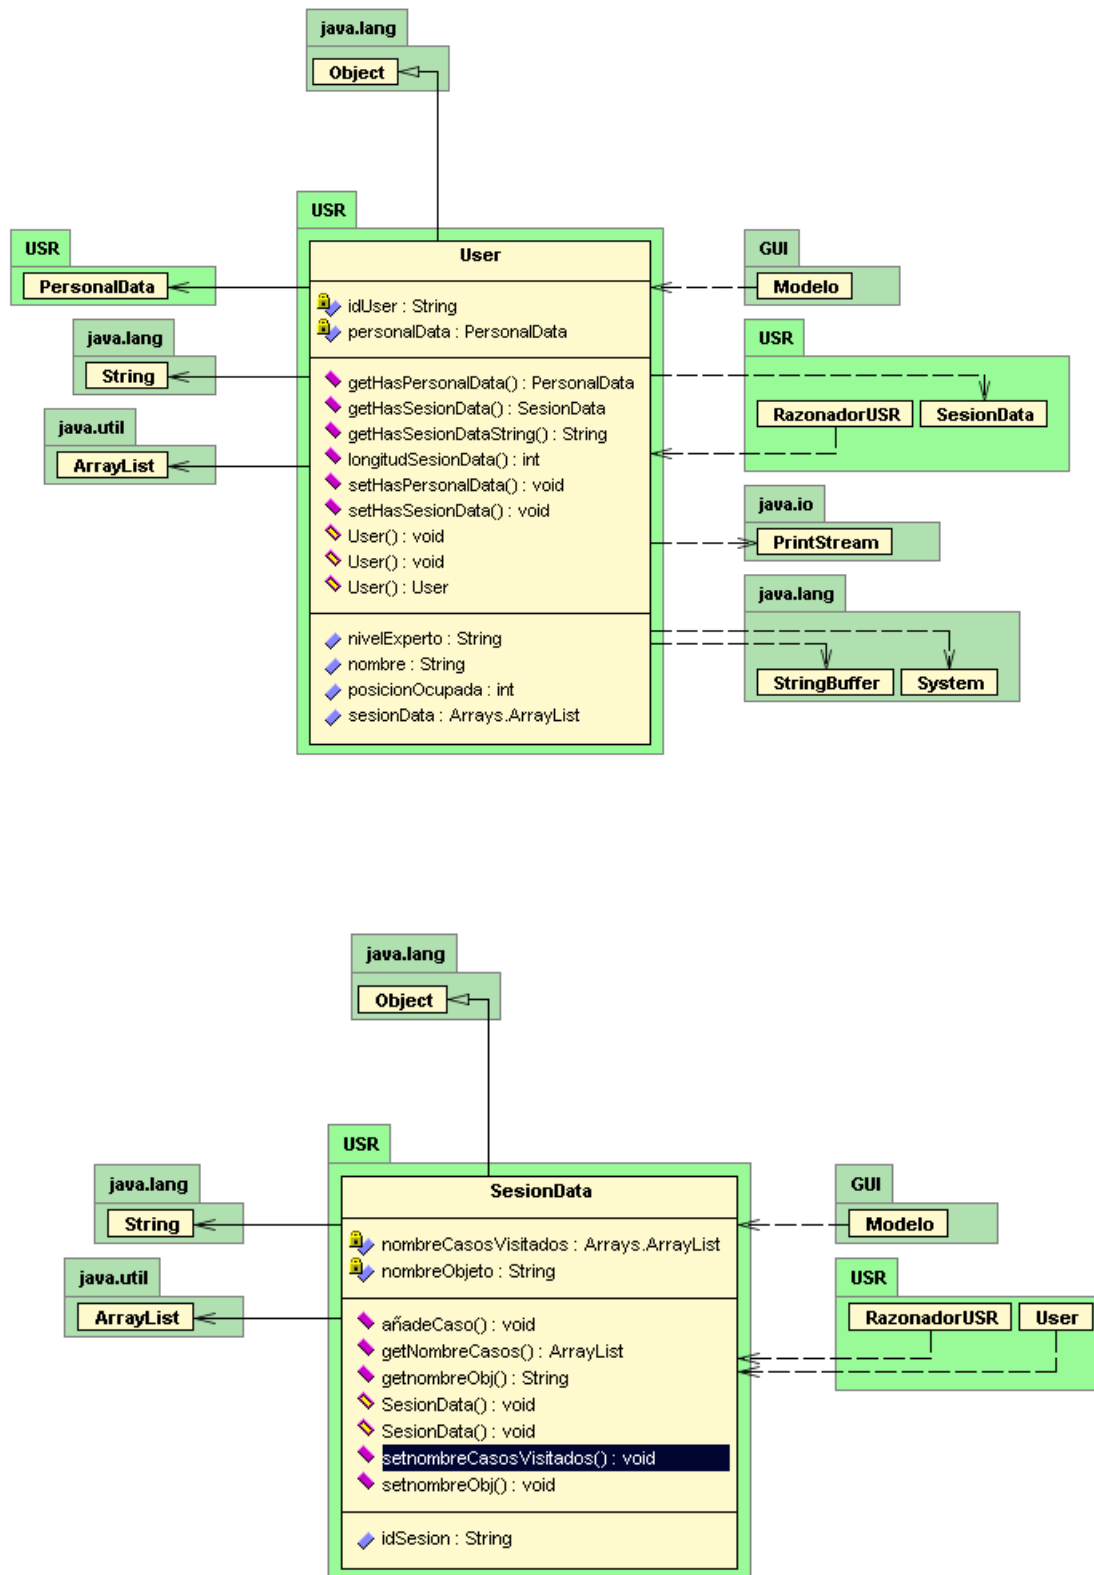 java.lang
Object
USR
User
idUser : String
personalData : PersonalData
getHasPersonalData() : PersonalData
getHasSesionData() : SesionData
getHasSesionDataString() : String
longitudSesionData() : int
setHasPersonalData() : void
setHasSesionData() : void
User() : void
User() : void
User() : User
nivelExperto : String
nombre : String
posicionOcupada : int
sesionData : Arrays.ArrayList
USR
PersonalData
java.lang
String
java.util
ArrayList
GUI
Modelo
USR
RazonadorUSR
SesionData
java.io
PrintStream
java.lang
StringBuffer
System
java.lang
Object
USR
SesionData
nombreCasosVisitados : Arrays.ArrayList
nombreObjeto : String
añadeCaso() : void
getNombreCasos() : ArrayList
getnombreObj() : String
SesionData() : void
SesionData() : void
setnombreCasosVisitados() : void
setnombreObj() : void
idSesion : String
java.lang
String
java.util
ArrayList
GUI
Modelo
USR
RazonadorUSR
User